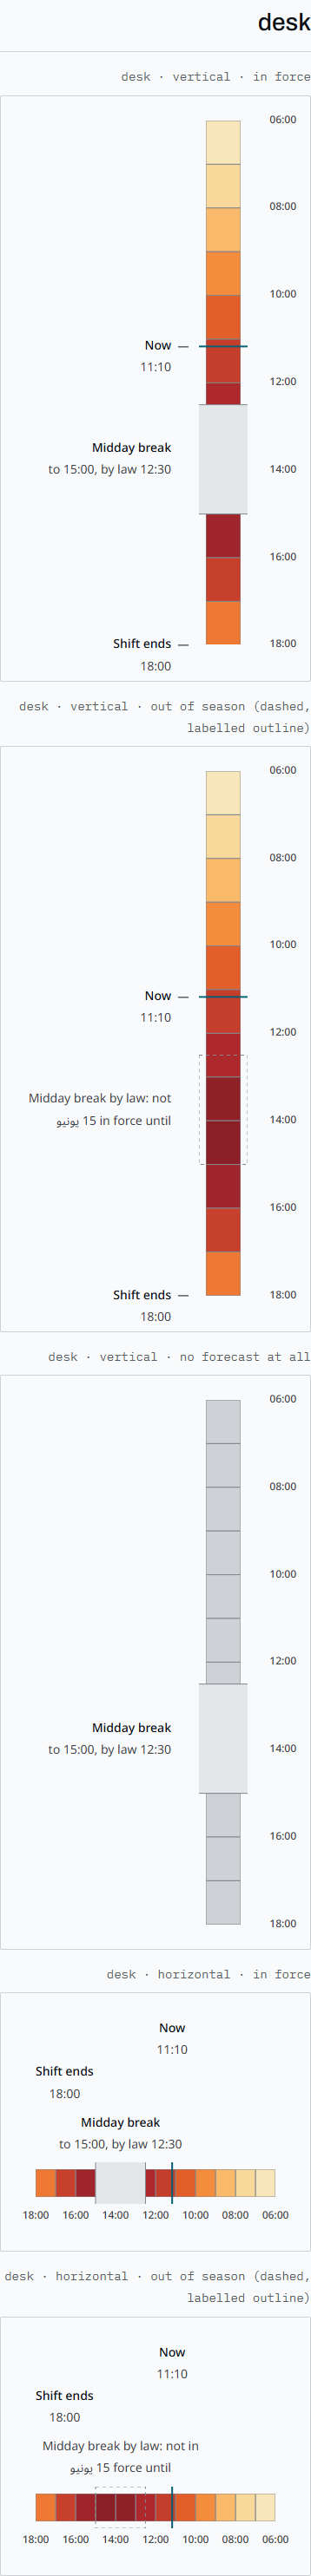 desk
desk · vertical · in force
06:00
08:00
10:00
Now
11:10
12:00
Midday break
to 15:00, by law 12:30
14:00
16:00
Shift ends
18:00
18:00
desk · vertical · out of season (dashed,
labelled outline)
06:00
08:00
10:00
Now
11:10
12:00
Midday break by law: not
يونيو 15 in force until
14:00
16:00
Shift ends
18:00
18:00
desk · vertical · no forecast at all
06:00
08:00
10:00
12:00
Midday break
to 15:00, by law 12:30
14:00
16:00
18:00
desk · horizontal · in force
Now
11:10
Shift ends
18:00
Midday break
to 15:00, by law 12:30
18:00 16:00 14:00 12:00 10:00 08:00 06:00
desk · horizontal · out of season (dashed,
labelled outline)
Now
11:10
Shift ends
18:00
Midday break by law: not in
يونيو 15 force until
18:00 16:00 14:00 12:00 10:00 08:00 06:00